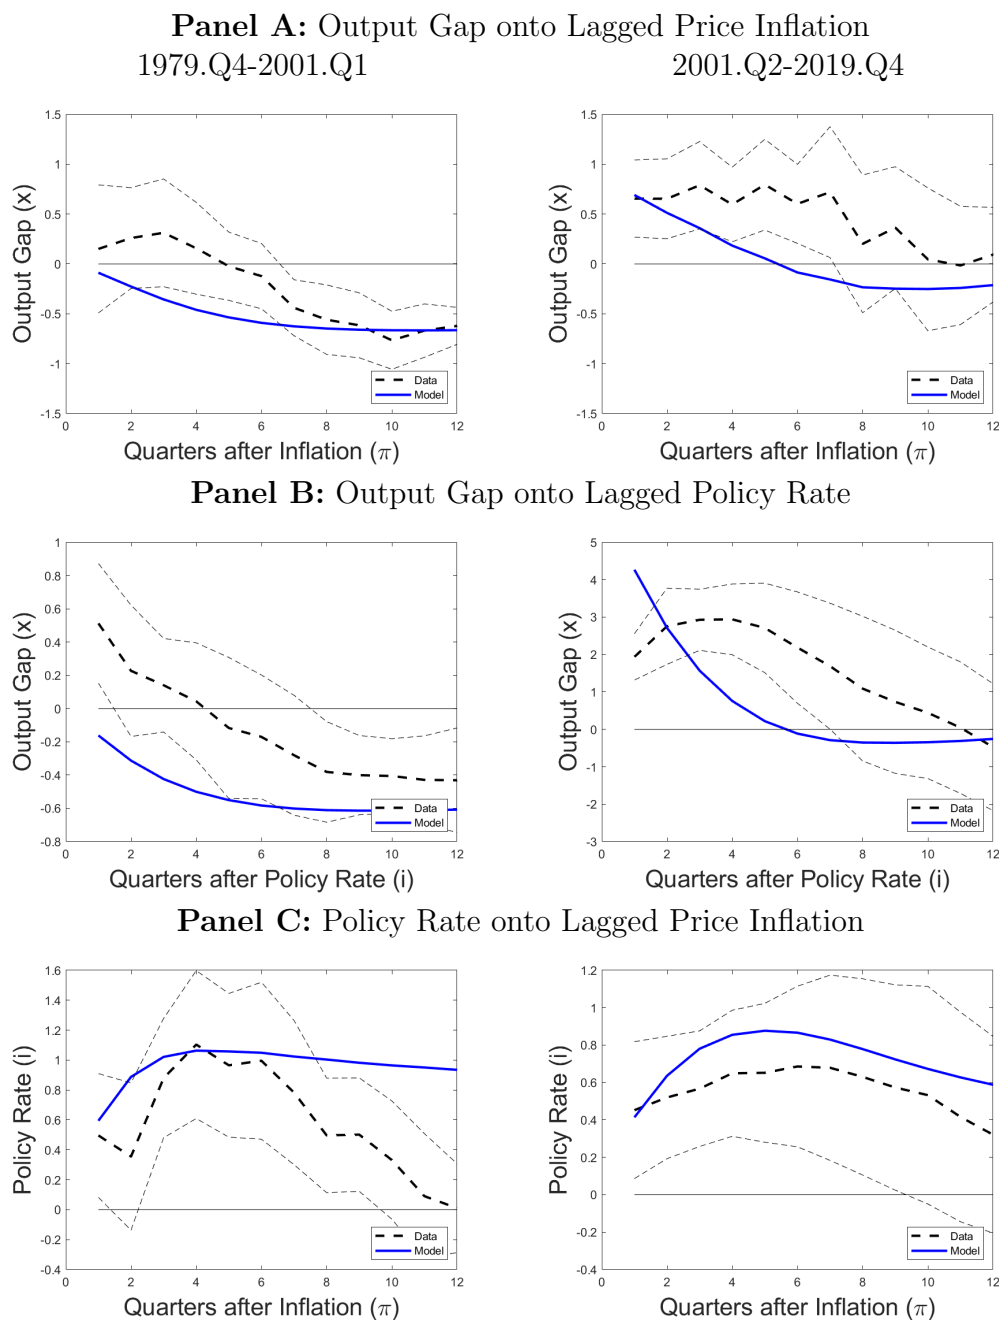 Panel A: Output Gap onto Lagged Price Inflation
1979.Q4-2001.Q1
2001.Q2-2019.Q4
1.5
1
0.5
0
-0.5
-1
-1.5
Output Gap (x)
0 2 4 6 8 10 12
Quarters after Inflation (π)
Data
Model
1.5
1
0.5
0
-0.5
-1
-1.5
Output Gap (x)
0 2 4 6 8 10 12
Quarters after Inflation (π)
Data
Model
Panel B: Output Gap onto Lagged Policy Rate
1
0.8
0.6
0.4
0.2
0
-0.2
-0.4
-0.6
-0.8
Output Gap (x)
0 2 4 6 8 10 12
Quarters after Policy Rate (i)
Data
Model
5
4
3
2
1
0
-1
-2
-3
Output Gap (x)
0 2 4 6 8 10 12
Quarters after Policy Rate (i)
Data
Model
Panel C: Policy Rate onto Lagged Price Inflation
1.6
1.4
1.2
1
0.8
0.6
0.4
0.2
0
-0.2
-0.4
Policy Rate (i)
0 2 4 6 8 10 12
Quarters after Inflation (π)
Data
Model
1.2
1
0.8
0.6
0.4
0.2
0
-0.2
-0.4
Policy Rate (i)
0 2 4 6 8 10 12
Quarters after Inflation (π)
Data
Model